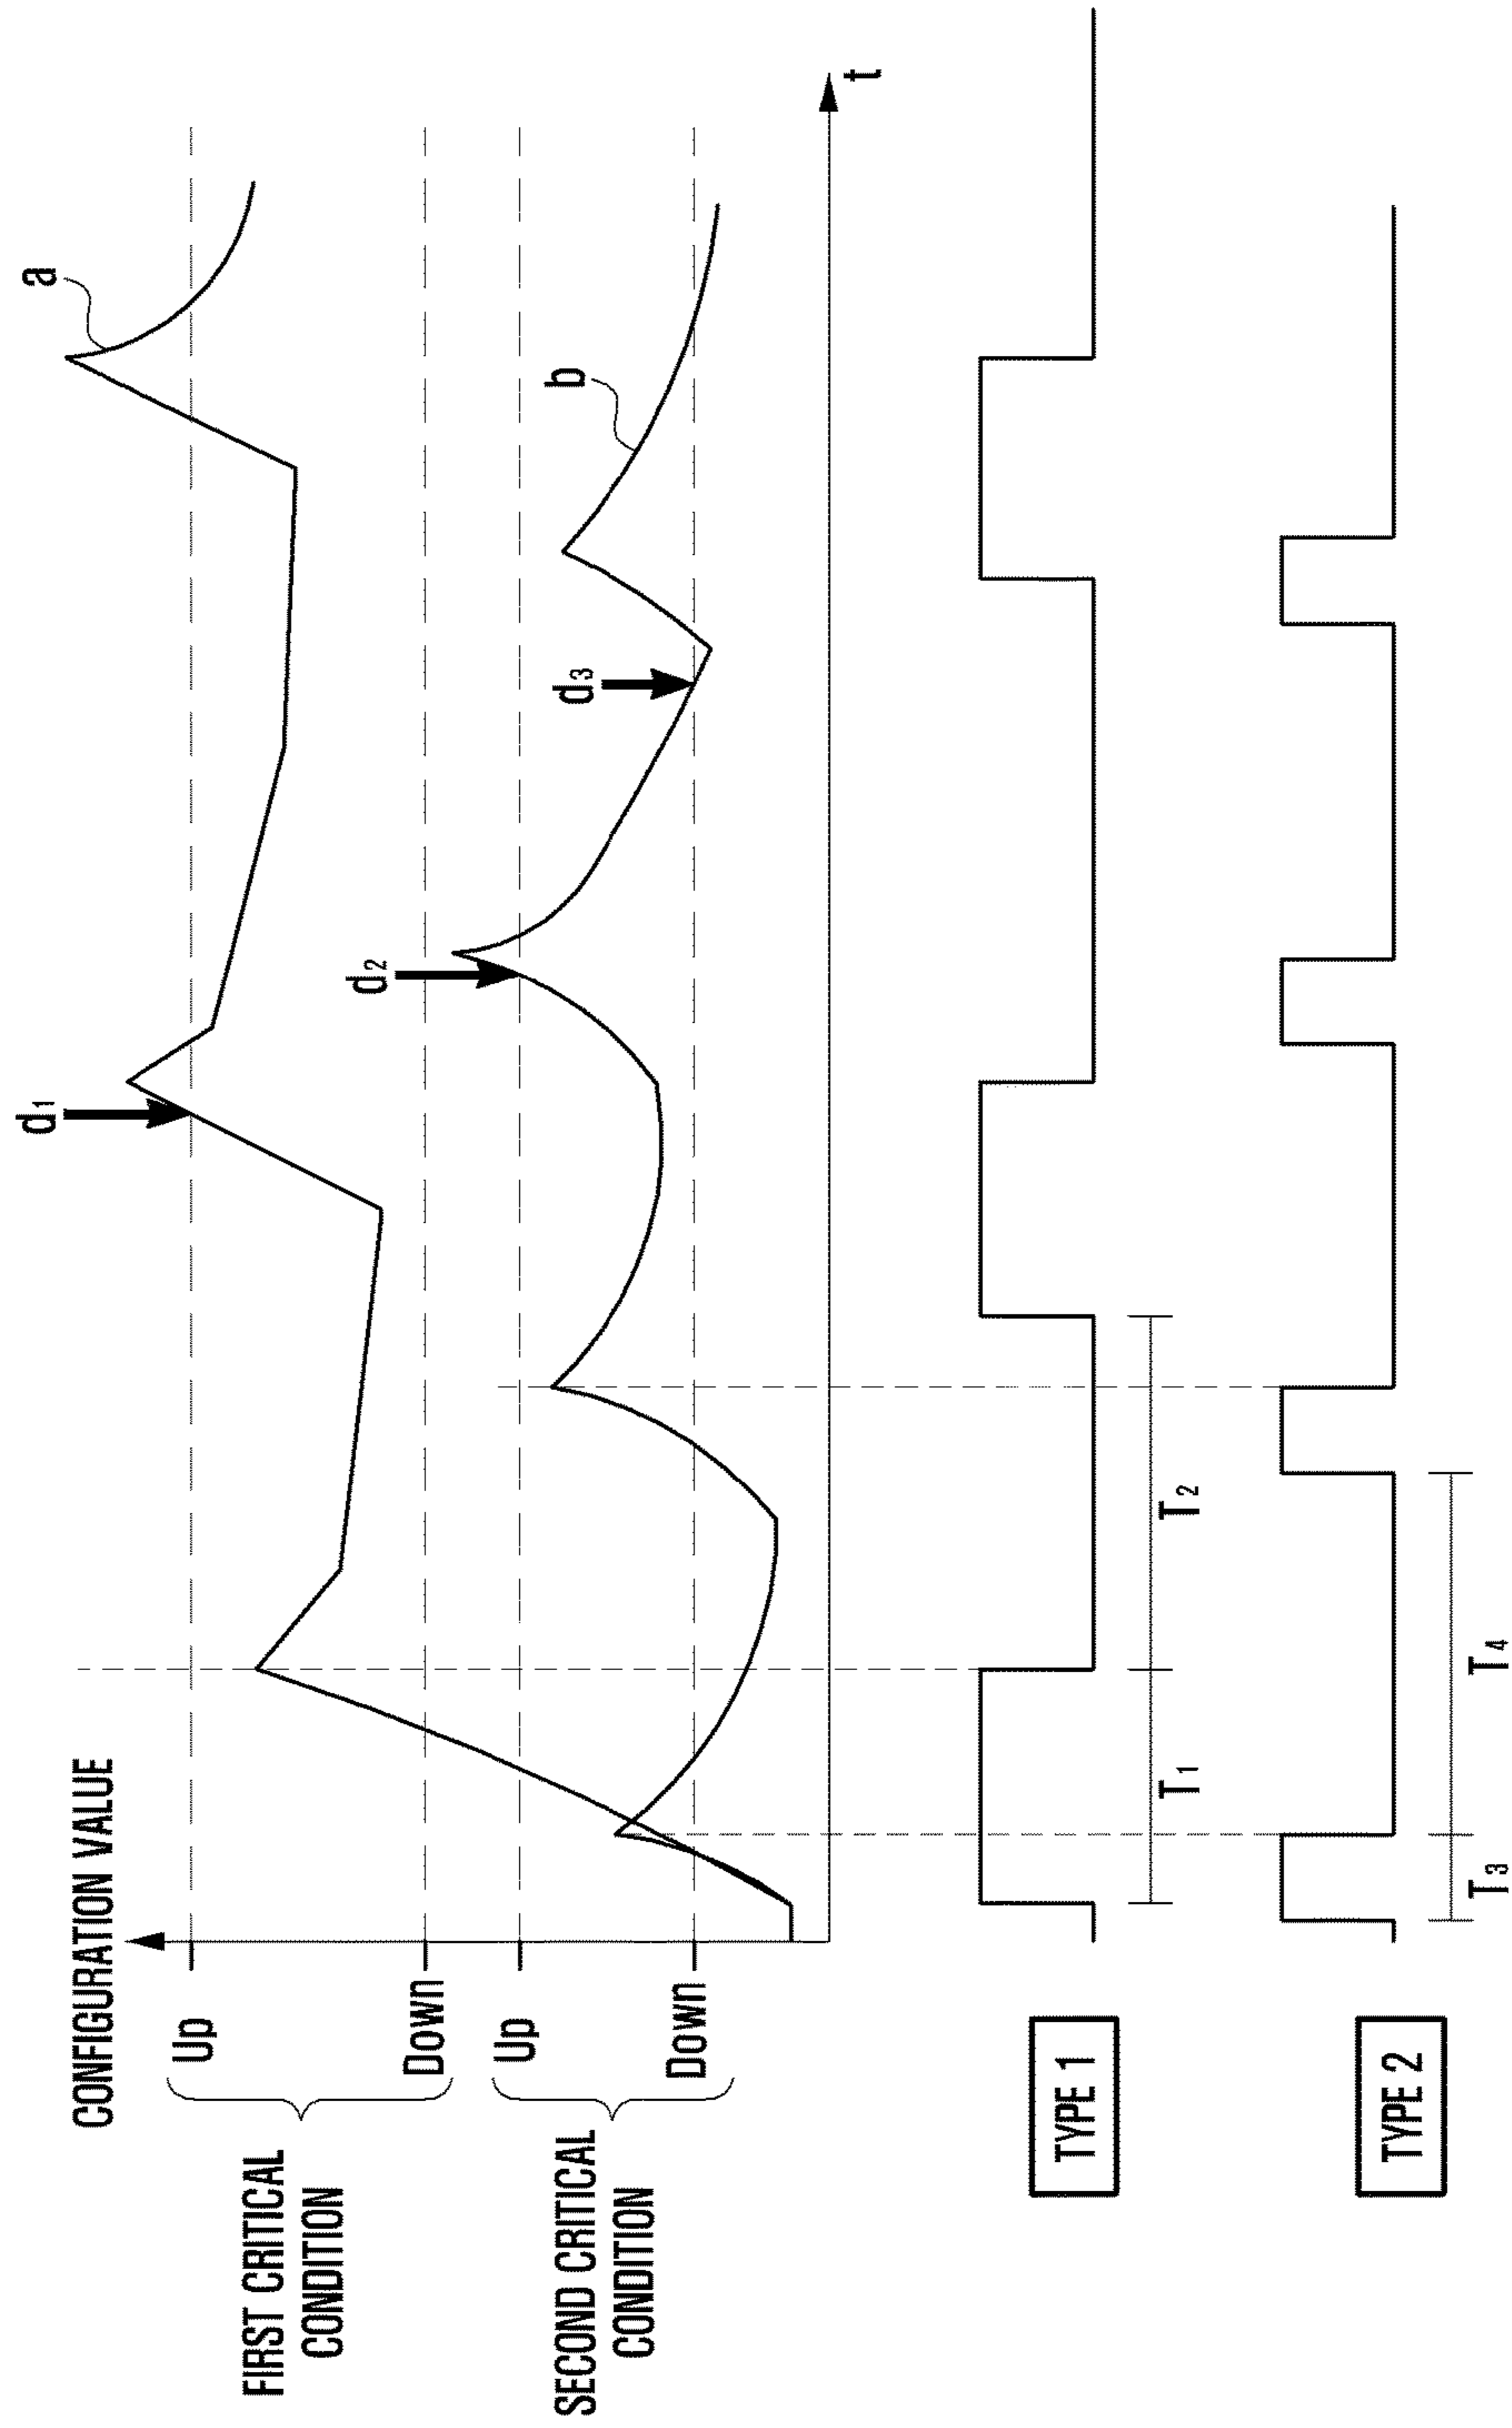 CONFIGURATION VALUE
FIRST CRITICAL
CONDITION
Up
Down
SECOND CRITICAL
CONDITION
Up
Down
d1
d2
d3
a
b
t
TYPE 1
T1
T2
TYPE 2
T3
T4